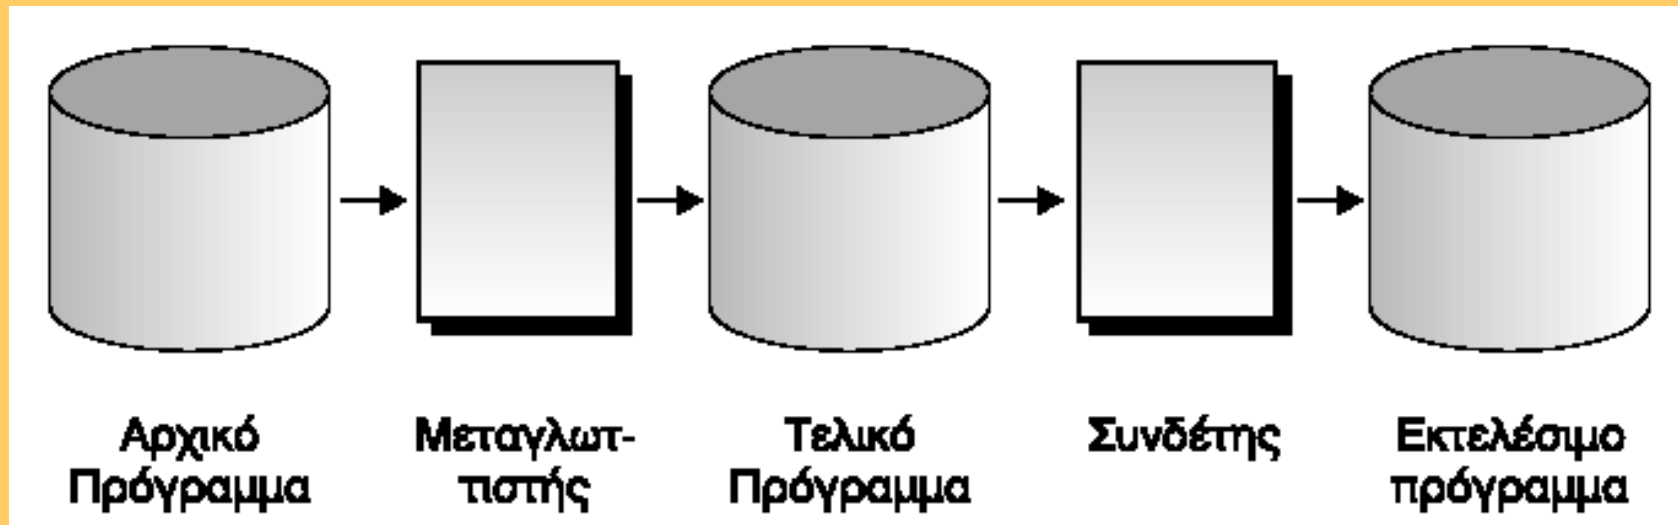 Αρχικό
Πρόγραμμα
Μεταγλωτ-
τιστής
Τελικό
Πρόγραμμα
Συνδέτης
Εκτελέσιμο
πρόγραμμα